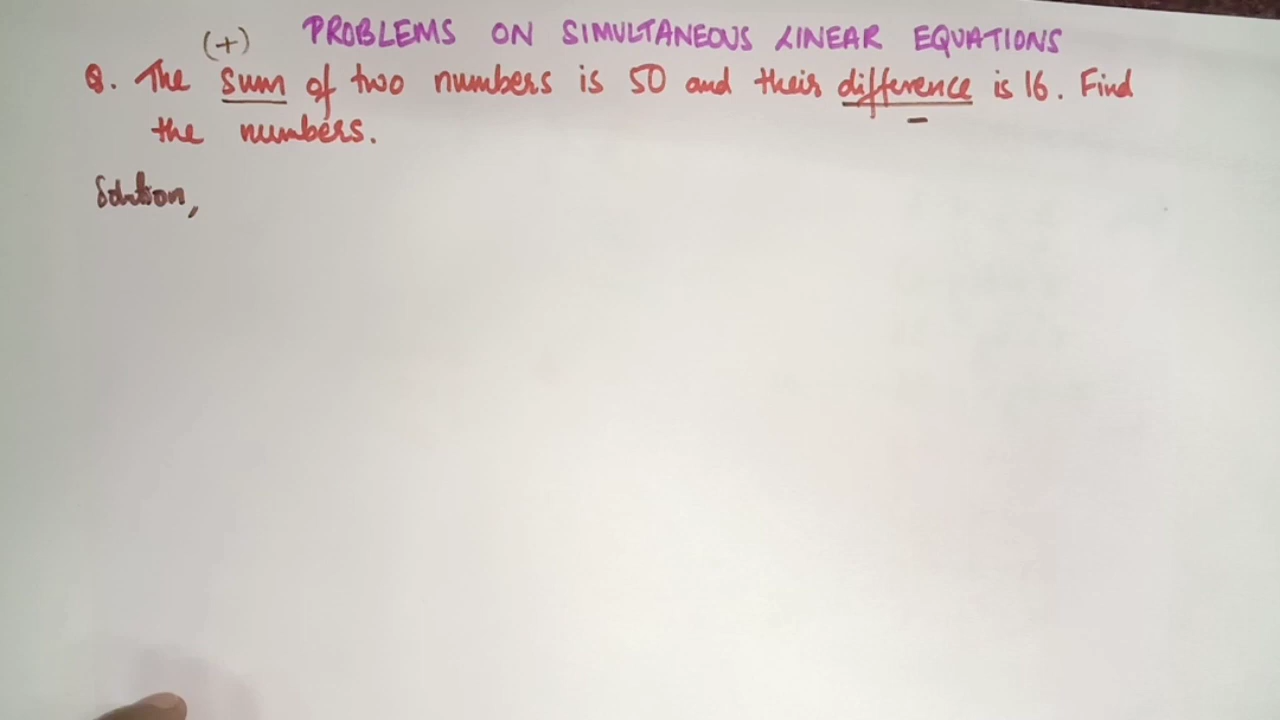 PROBLEMS ON SIMULTANEOUS LINEAR EQUATIONS
(+)
Q. The sum of two numbers is 50 and their difference is 16. Find
-
the numbers.
Solution,